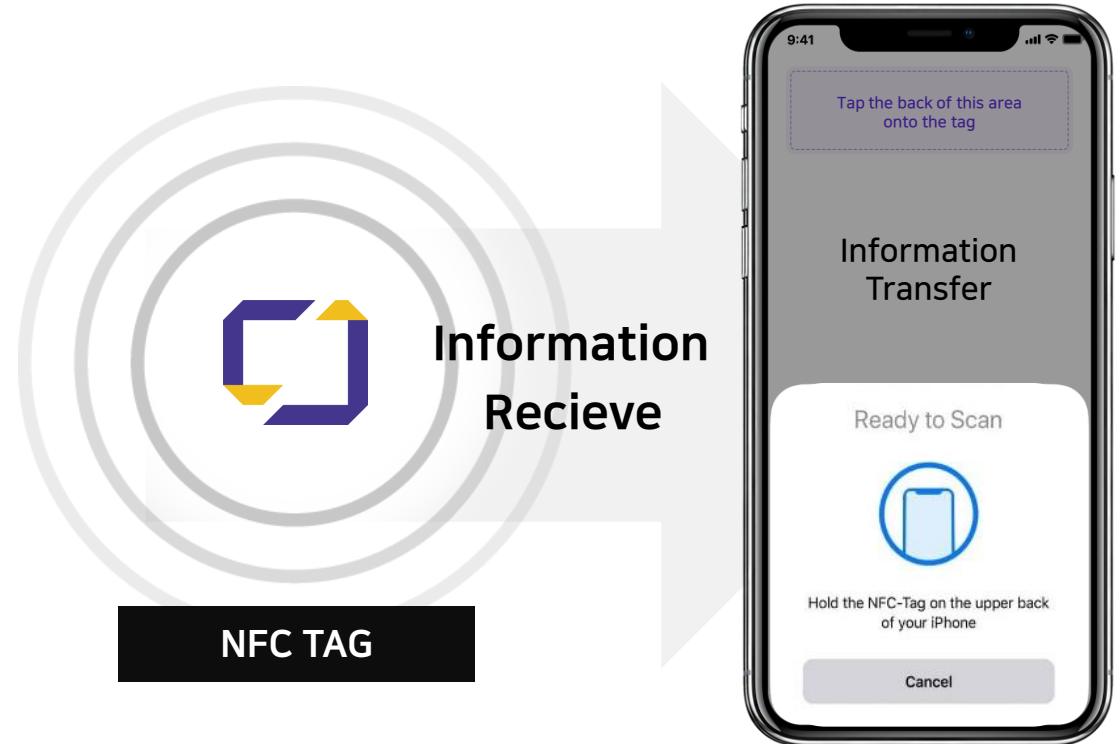 9:41
Tap the back of this area
onto the tag
Information
Transfer
Information
Recieve
Ready to Scan
Hold the NFC-Tag on the upper back
of your iPhone
NFC TAG
Cancel